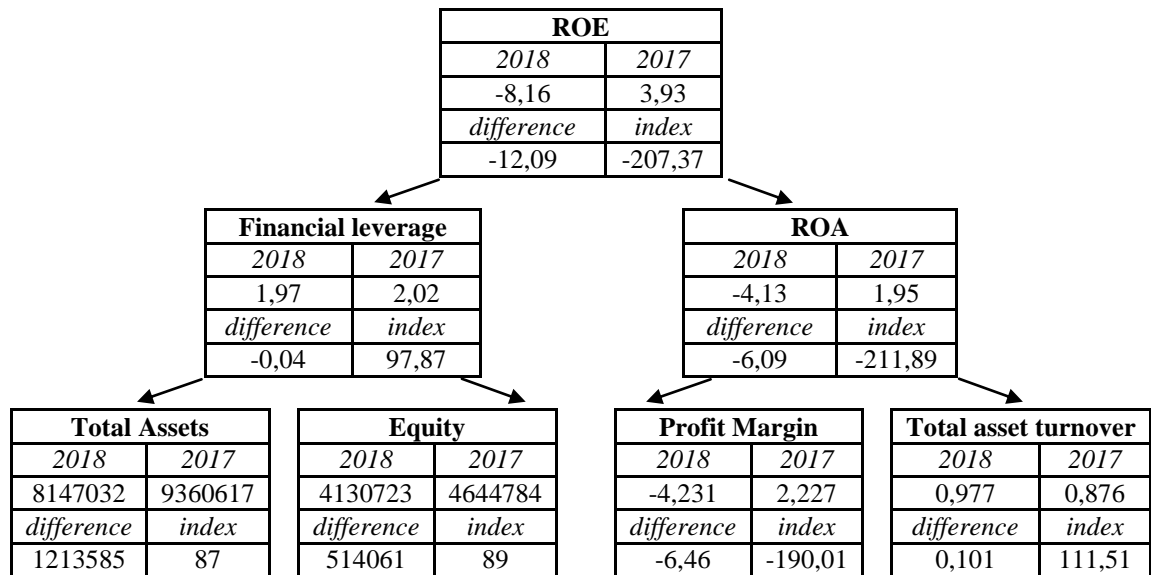 ROE
2018 2017
-8,16 3,93
difference index
-12,09 -207,37
Financial leverage
2018 2017
1,97 2,02
difference index
-0,04 97,87
ROA
2018 2017
-4,13 1,95
difference index
-6,09 -211,89
Total Assets
2018 2017
8147032 9360617
difference index
1213585 87
Equity
2018 2017
4130723 4644784
difference index
514061 89
Profit Margin
2018 2017
-4,231 2,227
difference index
-6,46 -190,01
Total asset turnover
2018 2017
0,977 0,876
difference index
0,101 111,51